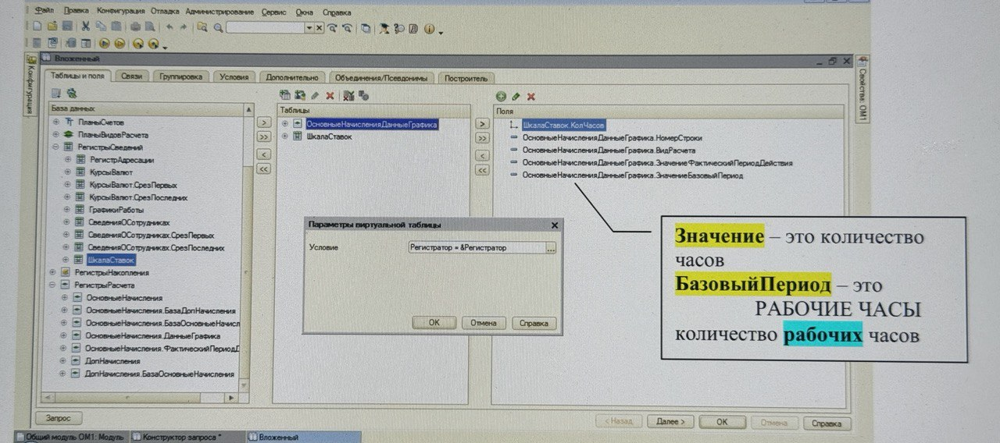 Файл Правка Конфигурация Отладка Администрирование Сервис Окна Справка
Вложенный
Таблицы и поля Связи Группировка Условия Дополнительно Объединения/Псевдонимы Построитель
База данных
ПланыСчетов
ПланыВидовРасчета
РегистрыСведений
РегистрАдресации
КурсыВалют
КурсыВалют.СрезПервых
КурсыВалют.СрезПоследних
ГрафикиРаботы
СведенияОСотрудниках
СведенияОСотрудниках.СрезПервых
СведенияОСотрудниках.СрезПоследних
ШкалаСтавок
РегистрыНакопления
РегистрыРасчета
ОсновныеНачисления
ОсновныеНачисления.БазаДопНачисления
ОсновныеНачисления.БазаОсновныеНачисл
ОсновныеНачисления.ДанныеГрафика
ОсновныеНачисления.ФактическийПериодД
ДопНачисления
ДопНачисления.БазаОсновныеНачисления
Таблицы
ОсновныеНачисленияДанныеГрафика
ШкалаСтавок
Поля
ШкалаСтавок.КолЧасов
ОсновныеНачисленияДанныеГрафика.НомерСтроки
ОсновныеНачисленияДанныеГрафика.ВидРасчета
ОсновныеНачисленияДанныеГрафика.ЗначениеФактическийПериодДействия
ОсновныеНачисленияДанныеГрафика.ЗначениеБазовыйПериод
Параметры виртуальной таблицы
Условие Регистратор = &Регистратор ...
ОК Отмена Справка
Значение – это количество
часов
БазовыйПериод – это
РАБОЧИЕ ЧАСЫ
количество рабочих часов
Запрос < Назад Далее > ОК Отмена Справка
Общий модуль ОМ1: Модуль Конструктор запроса * Вложенный
Конфигурация
Свойства: ОМ1